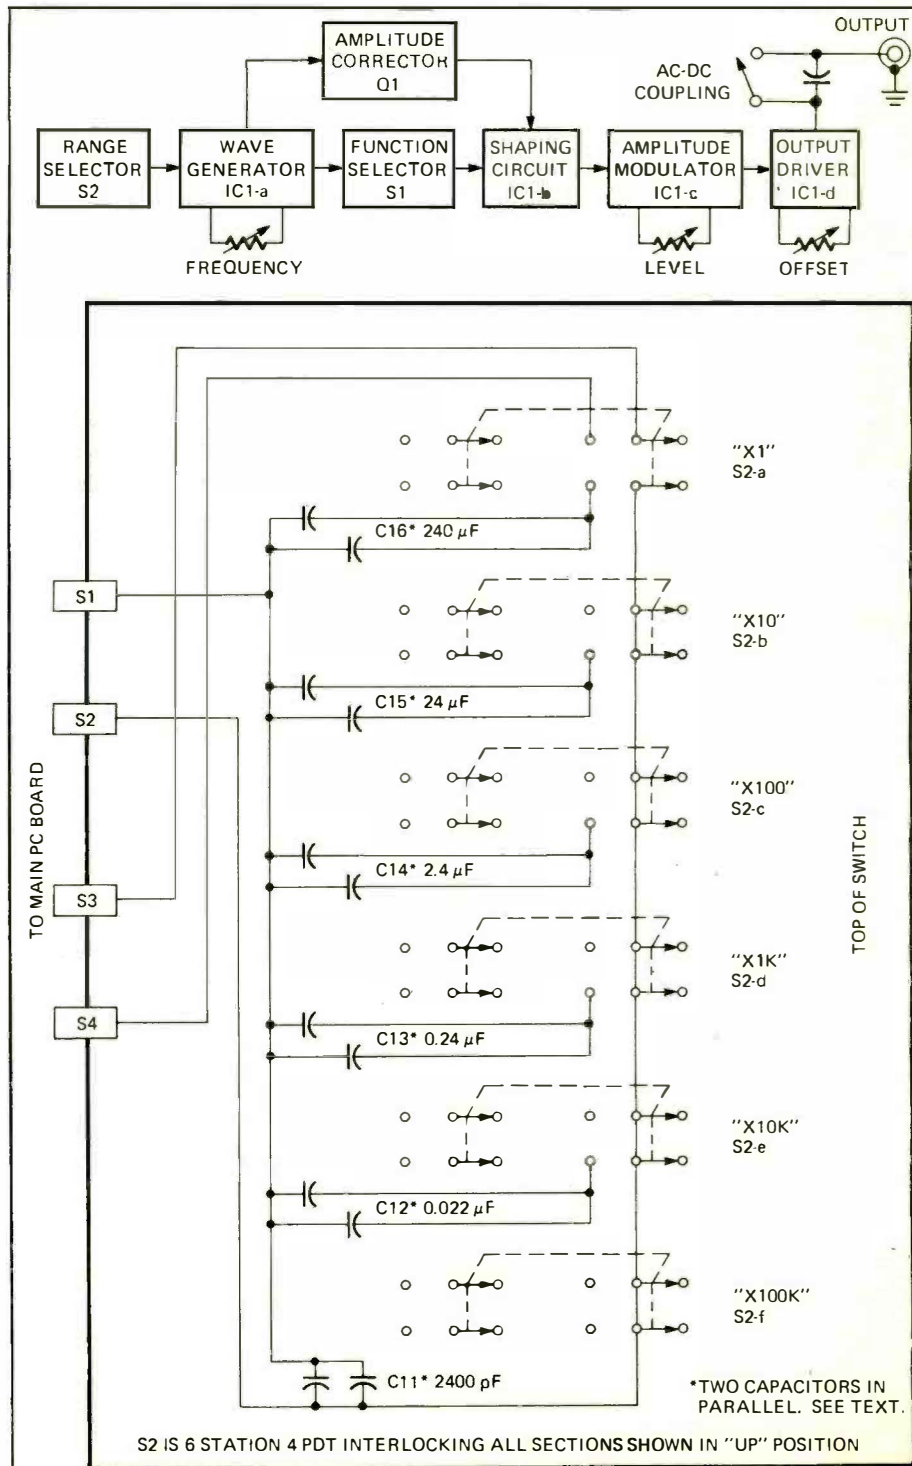 OUTPUT
AMPLITUDE
CORRECTOR
Q1
AC-DC
COUPLING
RANGE
SELECTOR
S2
WAVE
GENERATOR
IC1-a
FUNCTION
SELECTOR
S1
SHAPING
CIRCUIT
IC1-b
AMPLITUDE
MODULATOR
IC1-c
OUTPUT
DRIVER
IC1-d
FREQUENCY
LEVEL
OFFSET
"X1"
S2-a
C16* 240 µF
S1
"X10"
S2-b
C15* 24 µF
S2
"X100"
S2-c
C14* 2.4 µF
TO MAIN PC BOARD
TOP OF SWITCH
S3
"X1K"
S2-d
S4
C13* 0.24 µF
"X10K"
S2-e
C12* 0.022 µF
"X100K"
S2-f
C11* 2400 pF
*TWO CAPACITORS IN
PARALLEL. SEE TEXT.
S2 IS 6 STATION 4 PDT INTERLOCKING ALL SECTIONS SHOWN IN "UP" POSITION